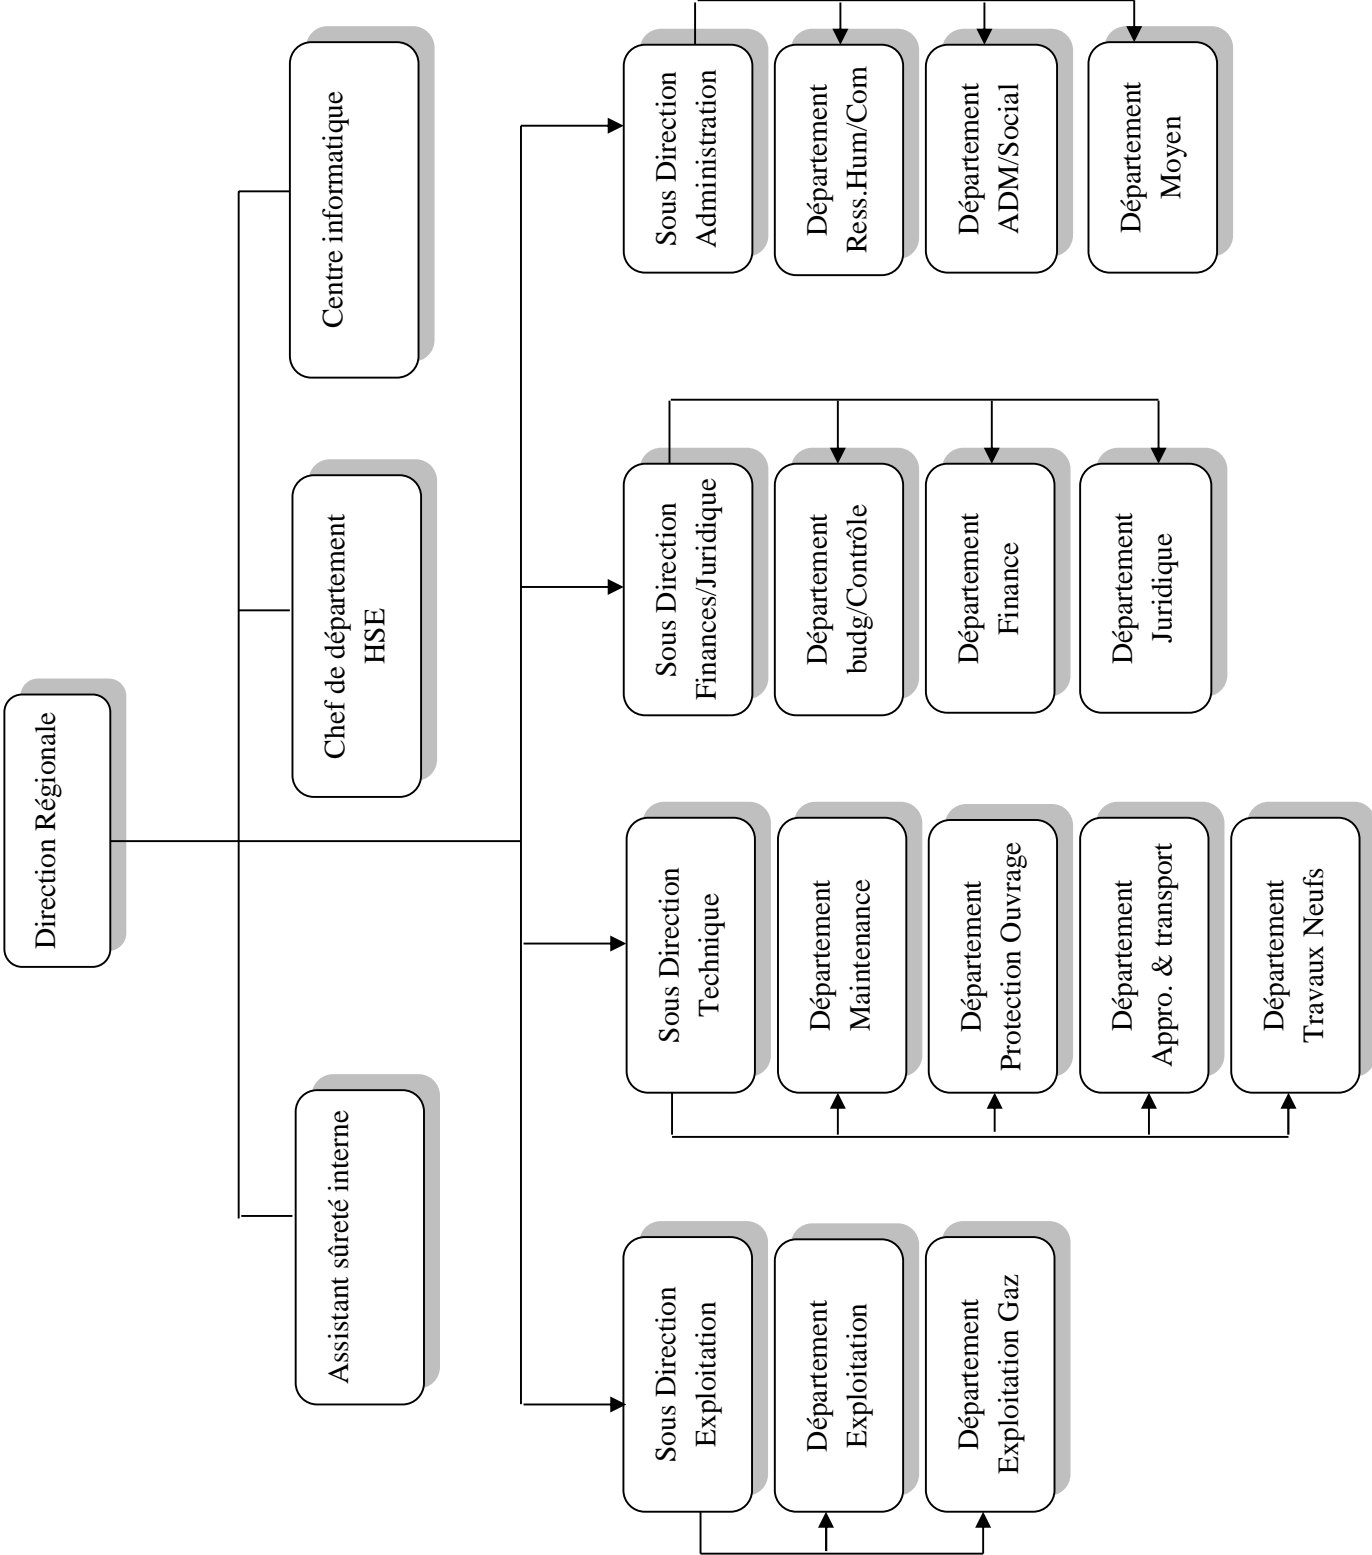 Direction Régionale
Assistant sûreté interne
Chef de département
HSE
Centre informatique
Sous Direction
Exploitation
Département
Exploitation
Département
Exploitation Gaz
Sous Direction
Technique
Département
Maintenance
Département
Protection Ouvrage
Département
Appro. & transport
Département
Travaux Neufs
Sous Direction
Finances/Juridique
Département
budg/Contrôle
Département
Finance
Département
Juridique
Sous Direction
Administration
Département
Ress.Hum/Com
Département
ADM/Social
Département
Moyen